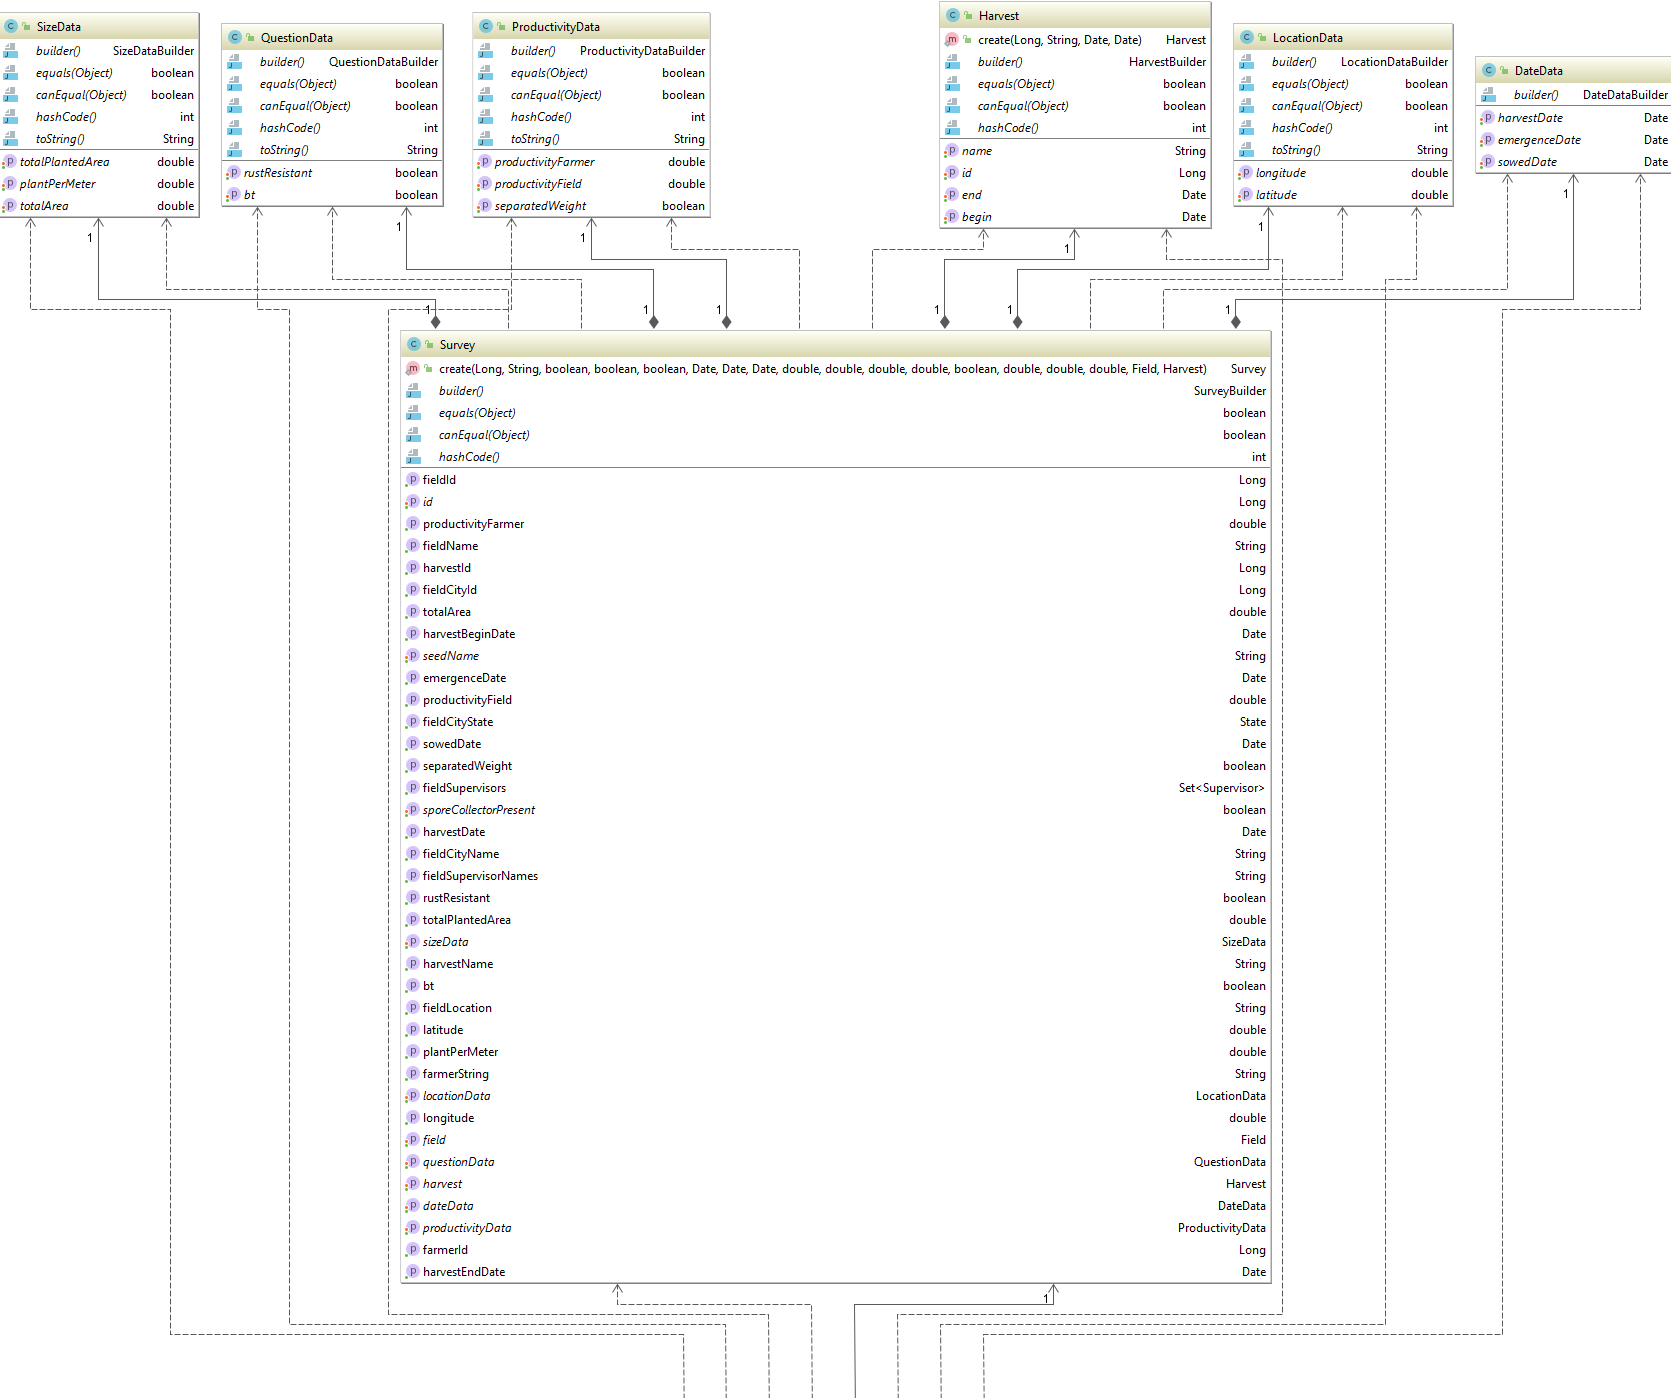 SizeData
builder() SizeDataBuilder
equals(Object) boolean
canEqual(Object) boolean
hashCode() int
toString() String
totalPlantedArea double
plantPerMeter double
totalArea double
QuestionData
builder() QuestionDataBuilder
equals(Object) boolean
canEqual(Object) boolean
hashCode() int
toString() String
rustResistant boolean
bt boolean
ProductivityData
builder() ProductivityDataBuilder
equals(Object) boolean
canEqual(Object) boolean
hashCode() int
toString() String
productivityFarmer double
productivityField double
separatedWeight boolean
Harvest
create(Long, String, Date, Date) Harvest
builder() HarvestBuilder
equals(Object) boolean
canEqual(Object) boolean
hashCode() int
name String
id Long
end Date
begin Date
LocationData
builder() LocationDataBuilder
equals(Object) boolean
canEqual(Object) boolean
hashCode() int
toString() String
longitude double
latitude double
DateData
builder() DateDataBuilder
harvestDate Date
emergenceDate Date
sowedDate Date
1
1
1
1
1
1
1
1
1
1
1
1
Survey
create(Long, String, boolean, boolean, boolean, Date, Date, Date, double, double, double, double, boolean, double, double, double, Field, Harvest) Survey
builder() SurveyBuilder
equals(Object) boolean
canEqual(Object) boolean
hashCode() int
fieldId Long
id Long
productivityFarmer double
fieldName String
harvestId Long
fieldCityId Long
totalArea double
harvestBeginDate Date
seedName String
emergenceDate Date
productivityField double
fieldCityState State
sowedDate Date
separatedWeight boolean
fieldSupervisors Set<Supervisor>
sporeCollectorPresent boolean
harvestDate Date
fieldCityName String
fieldSupervisorNames String
rustResistant boolean
totalPlantedArea double
sizeData SizeData
harvestName String
bt boolean
fieldLocation String
latitude double
plantPerMeter double
farmerString String
locationData LocationData
longitude double
field Field
questionData QuestionData
harvest Harvest
dateData DateData
productivityData ProductivityData
farmerId Long
harvestEndDate Date
1